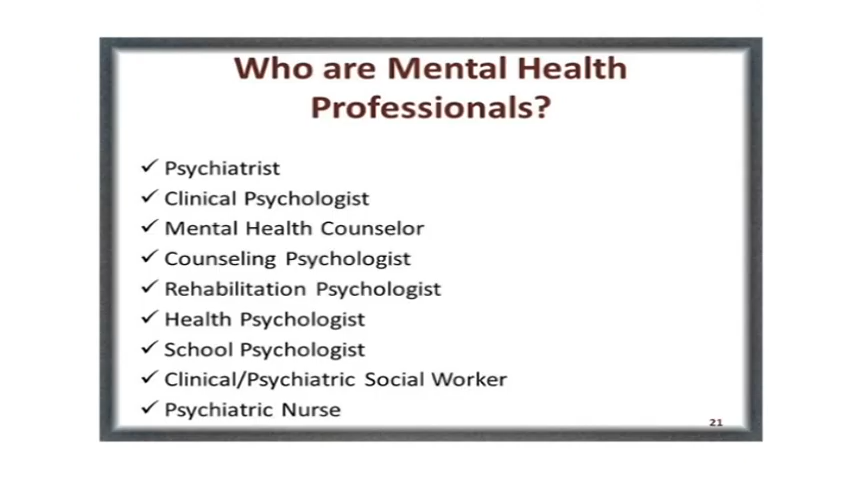 Who are Mental Health
Professionals?
✓ Psychiatrist
✓ Clinical Psychologist
✓ Mental Health Counselor
✓ Counseling Psychologist
✓ Rehabilitation Psychologist
✓ Health Psychologist
✓ School Psychologist
✓ Clinical/Psychiatric Social Worker
✓ Psychiatric Nurse
21